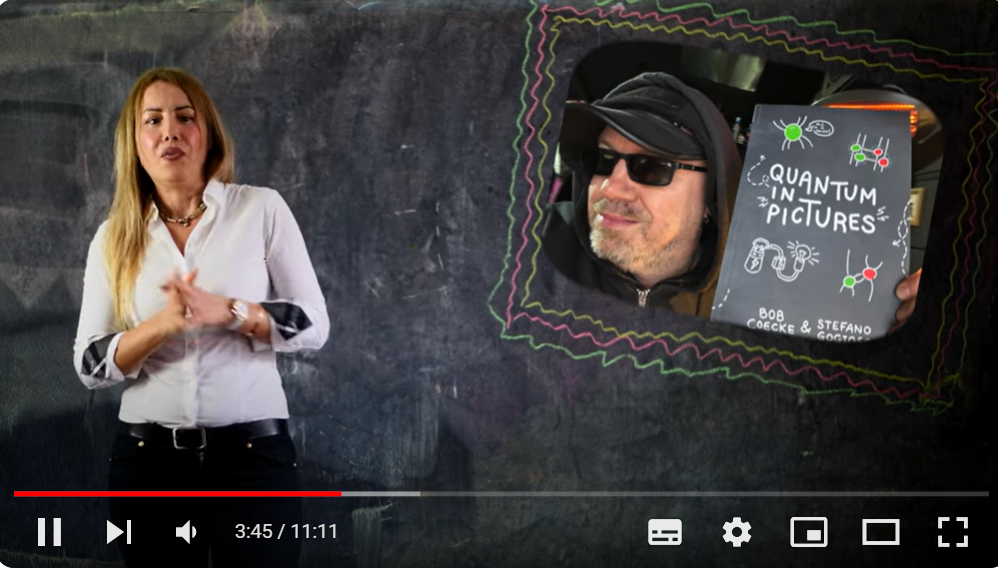 QUANTUM
IN
PICTURES
BOB
COECKE & STEFANO
3:45 / 11:11